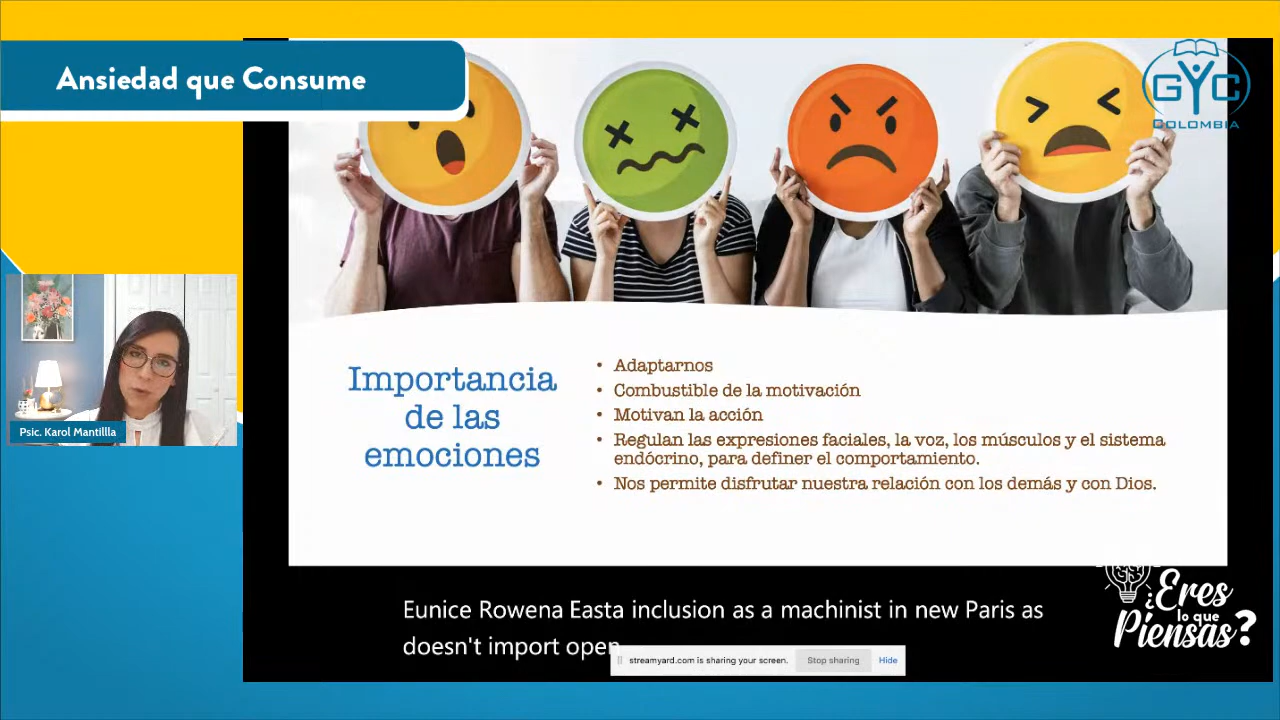 Ansiedad que Consume
GYC
COLOMBIA
Psic. Karol Mantillla
Importancia
de las
emociones
• Adaptarnos
• Combustible de la motivación
• Motivan la acción
• Regulan las expresiones faciales, la voz, los músculos y el sistema
endócrino, para definer el comportamiento.
• Nos permite disfrutar nuestra relación con los demás y con Dios.
Eunice Rowena Easta inclusion as a machinist in new Paris as
doesn't import open
streamyard.com is sharing your screen.
Stop sharing
Hide
¿Eres
lo que
Piensas?